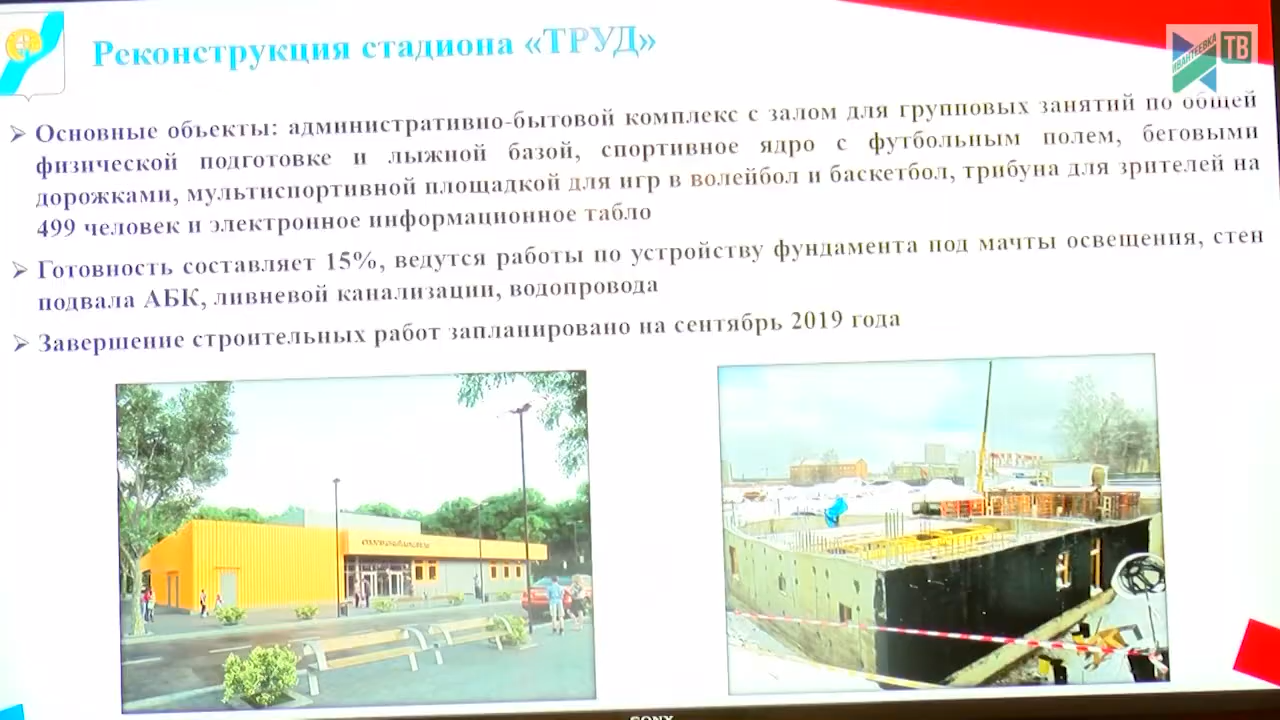 Реконструкция стадиона «ТРУД»
ИВАНТЕЕВКА ТВ
Основные объекты: административно-бытовой комплекс с залом для групповых занятий по общей
физической подготовке и лыжной базой, спортивное ядро с футбольным полем, беговыми
дорожками, мультиспортивной площадкой для игр в волейбол и баскетбол, трибуна для зрителей на
499 человек и электронное информационное табло
Готовность составляет 15%, ведутся работы по устройству фундамента под мачты освещения, стен
подвала АБК, ливневой канализации, водопровода
Завершение строительных работ запланировано на сентябрь 2019 года
SONY